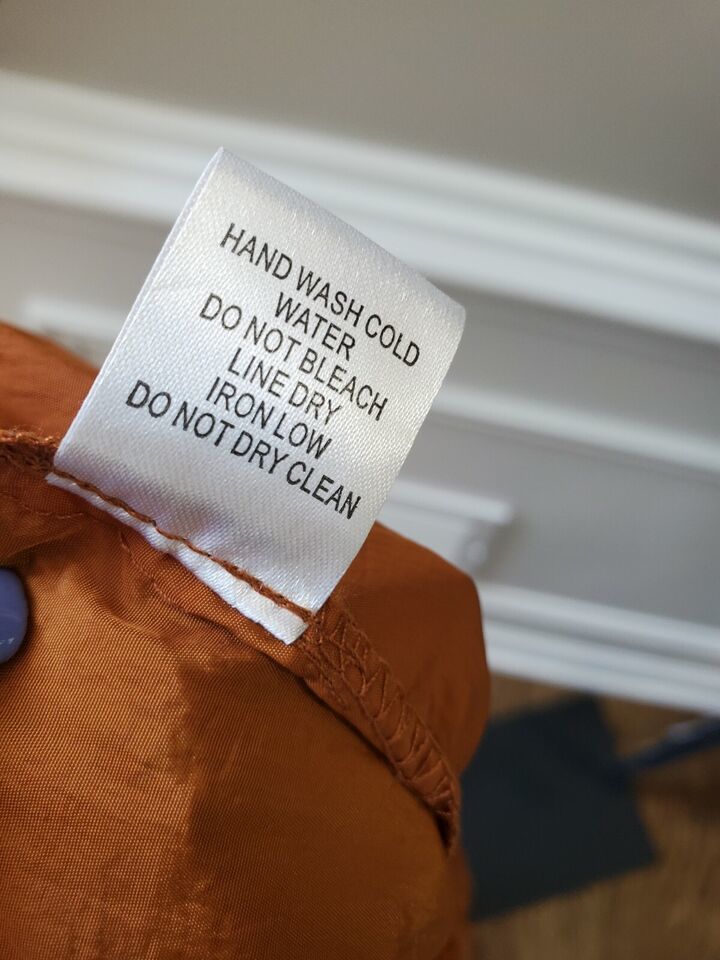 HAND WASH COLD
WATER
DO NOT BLEACH
LINE DRY
IRON LOW
DO NOT DRY CLEAN